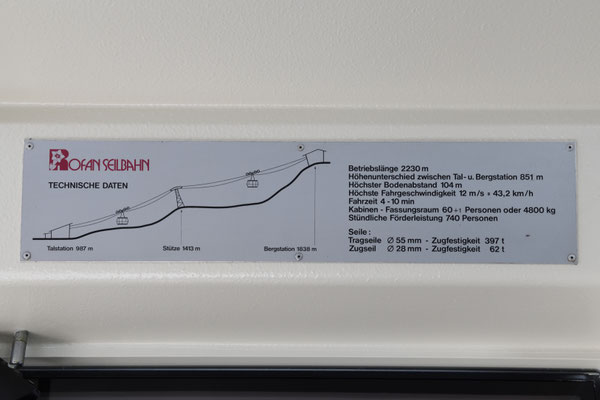 ROFAN SEILBAHN
TECHNISCHE DATEN
Talstation 987 m
Stütze 1413 m
Bergstation 1838 m
Betriebslänge 2230 m
Höhenunterschied zwischen Tal- u. Bergstation 851 m
Höchster Bodenabstand 104 m
Höchste Fahrgeschwindigkeit 12 m/s = 43,2 km/h
Fahrzeit 4 - 10 min
Kabinen - Fassungsraum 60 +1 Personen oder 4800 kg
Stündliche Förderleistung 740 Personen
Seile :
Tragseile Ø 55 mm - Zugfestigkeit 397 t
Zugseil Ø 28 mm - Zugfestigkeit 62 t